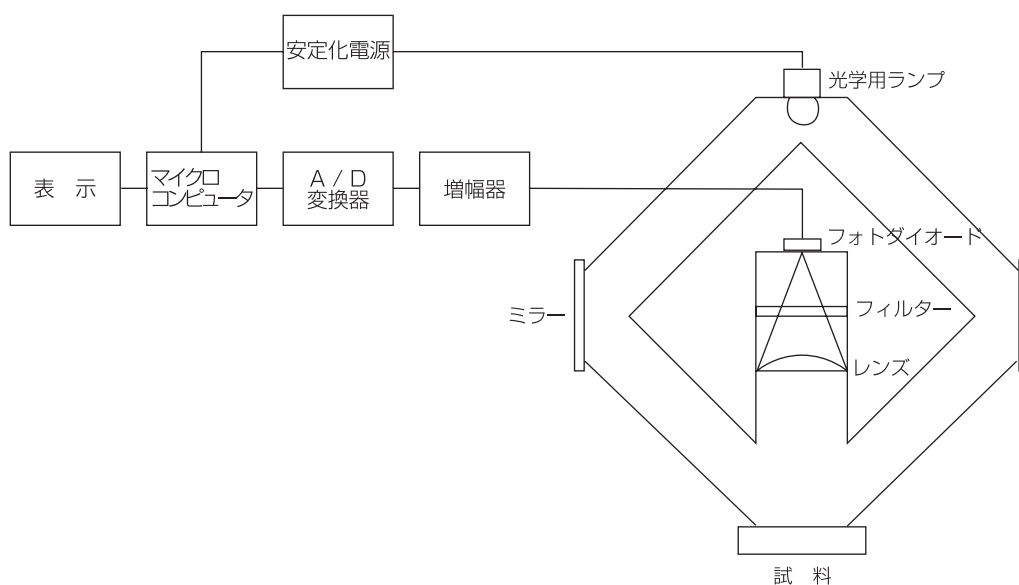 安定化電源
光学用ランプ
表 示
マイクロ
コンピュータ
A / D
変換器
増幅器
フォトダイオード
ミラー
フィルター
レンズ
試 料